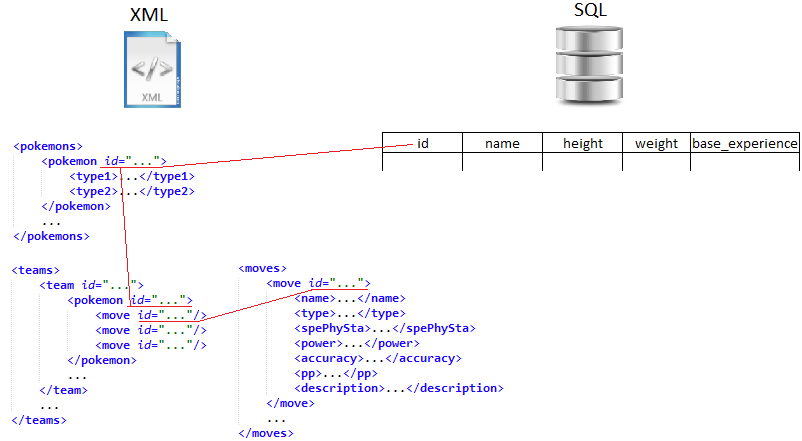 XML
SQL
</>
XML
id name height weight base_experience
<pokemons>
<pokemon id="...">
<type1>...</type1>
<type2>...</type2>
</pokemon>
...
</pokemons>
<teams>
<team id="...">
<pokemon id="...">
<move id="..."/>
<move id="..."/>
<move id="..."/>
</pokemon>
...
</team>
...
</teams>
<moves>
<move id="...">
<name>...</name>
<type>...</type>
<spePhySta>...</spePhySta>
<power>...</power>
<accuracy>...</accuracy>
<pp>...</pp>
<description>...</description>
</move>
...
</moves>